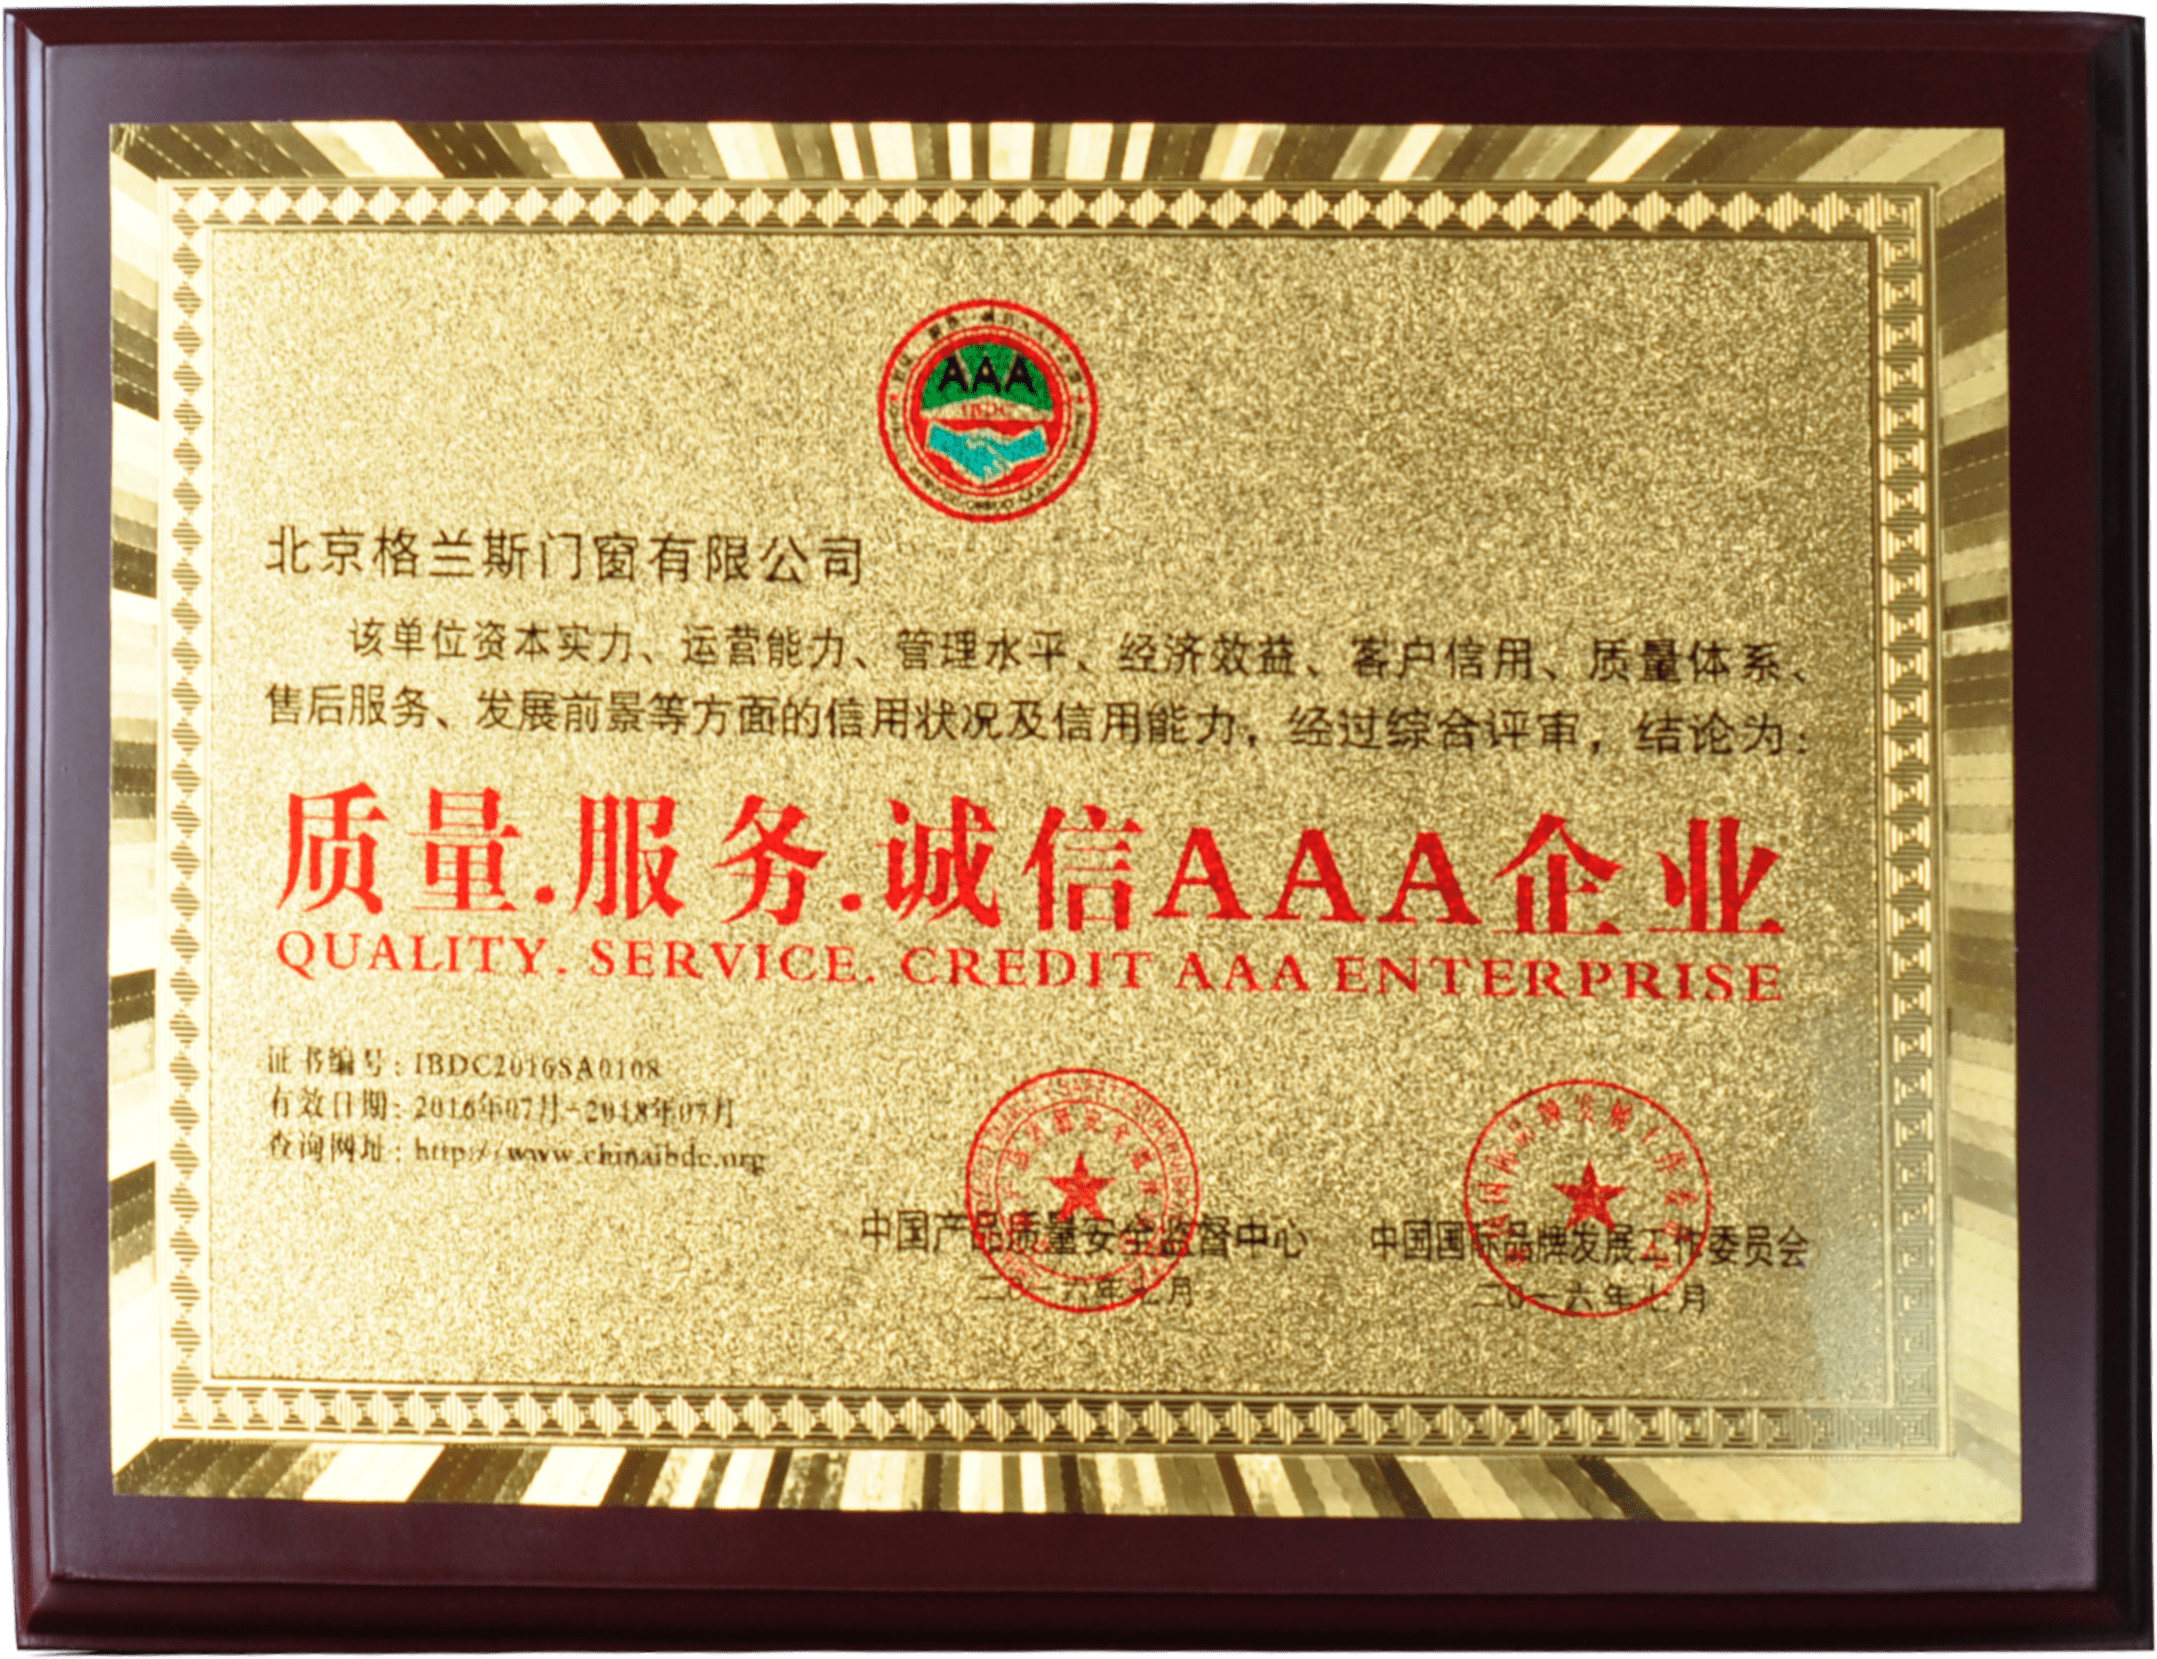 AAA
IBDC
北京格兰斯门窗有限公司
该单位资本实力、运营能力、管理水平、经济效益、客户信用、质量体系、
售后服务、发展前景等方面的信用状况及信用能力,经过综合评审,结论为:
质量.服务.诚信AAA企业
QUALITY. SERVICE. CREDIT AAA ENTERPRISE
证书编号:IBDC2016SA0108
有效日期:2016年07月-2018年07月
查询网址:http://www.chinaibdc.org
中国产品质量安全监督中心
中国国际品牌发展工作委员会
二0一六年七月
二0一六年七月